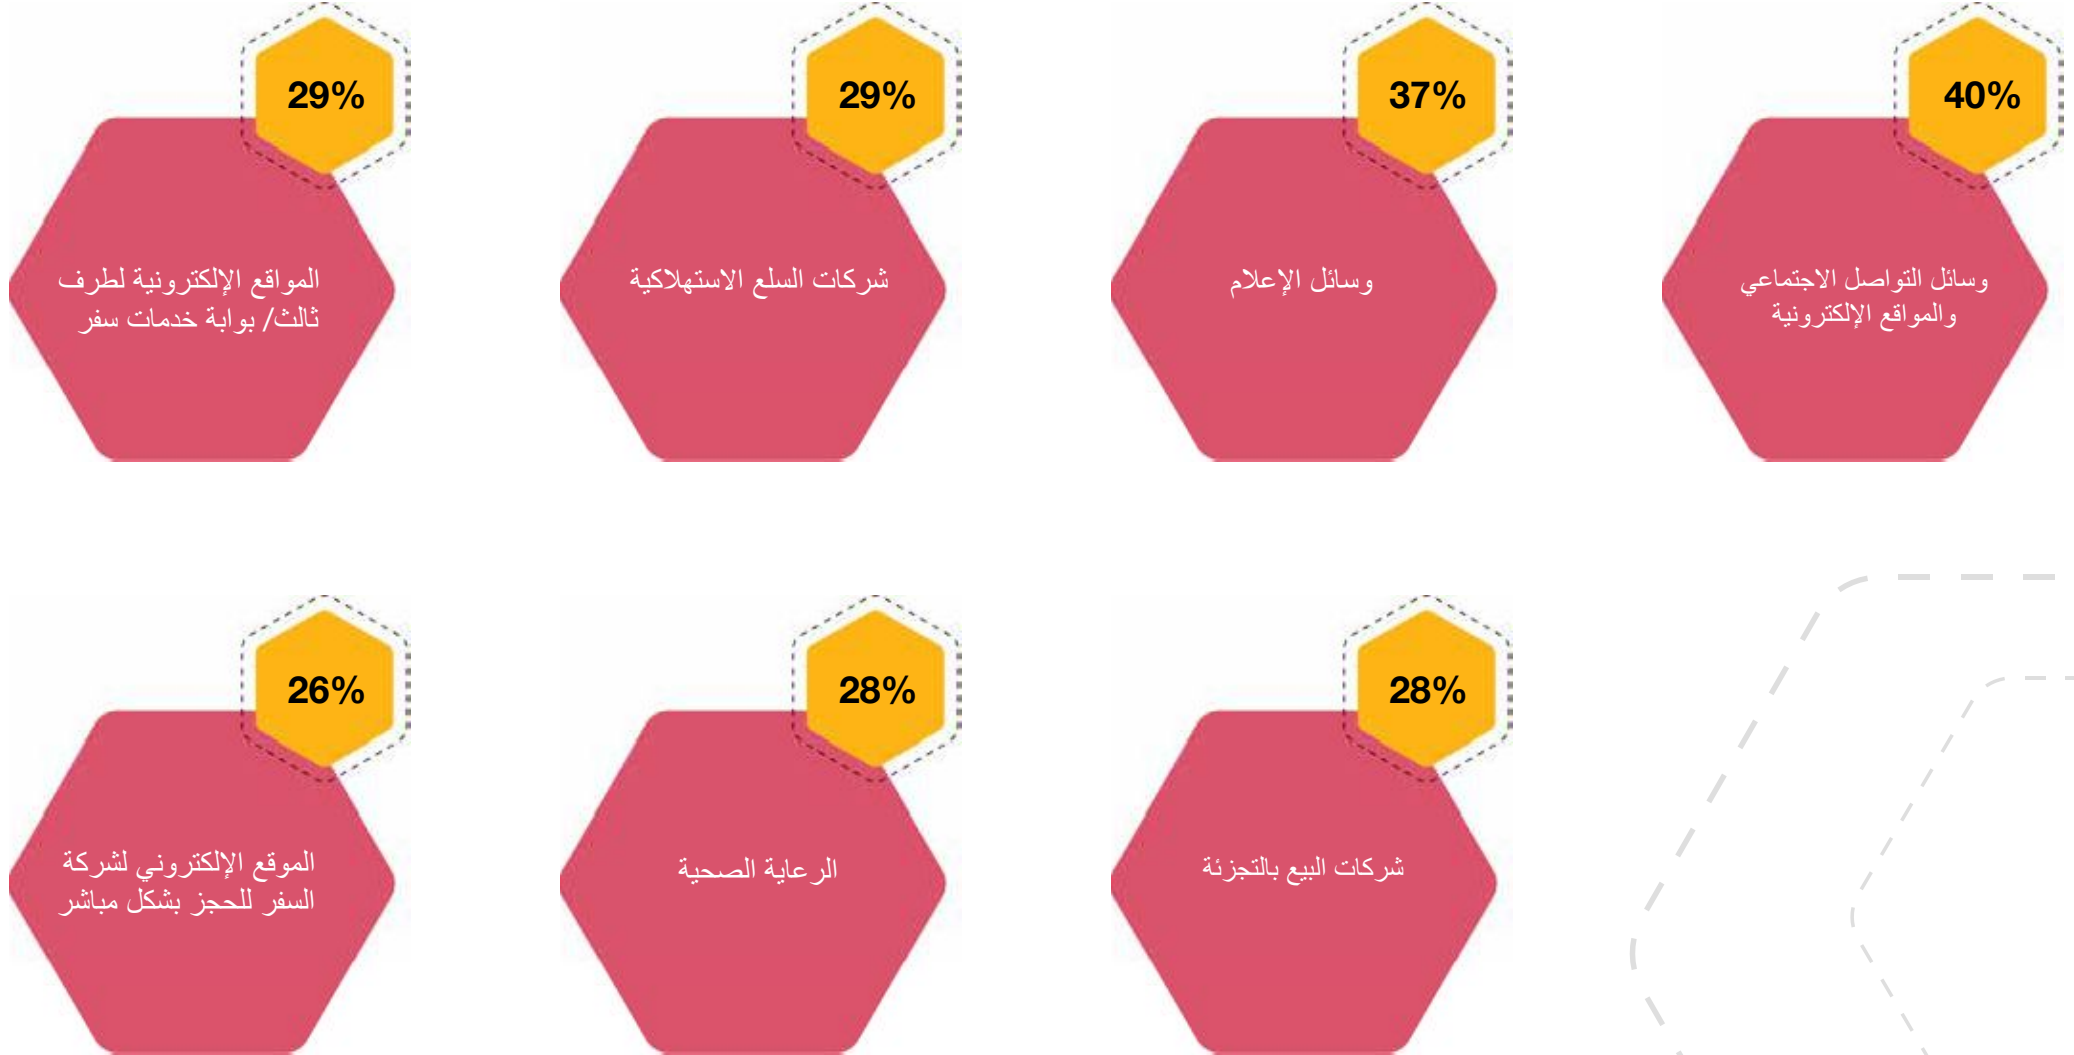 40%
وسائل التواصل الاجتماعي
والمواقع الإلكترونية
37%
وسائل الإعلام
29%
شركات السلع الاستهلاكية
29%
المواقع الإلكترونية لطرف
ثالث/ بوابة خدمات سفر
28%
شركات البيع بالتجزئة
28%
الرعاية الصحية
26%
الموقع الإلكتروني لشركة
السفر للحجز بشكل مباشر